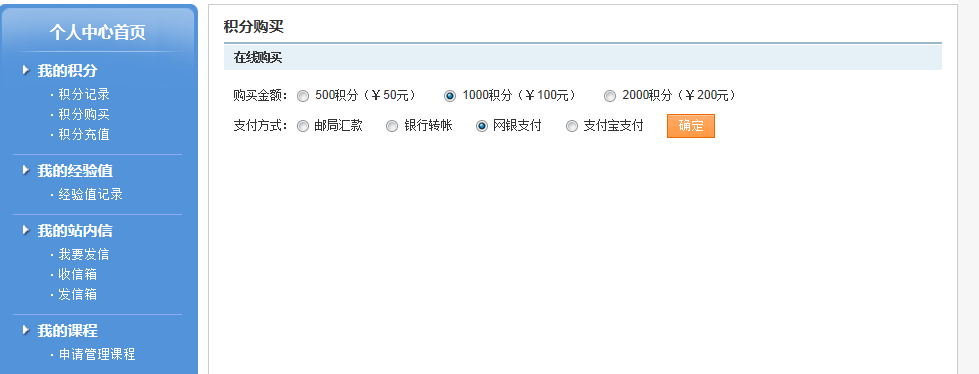 个人中心首页
我的积分
· 积分记录
· 积分购买
· 积分充值
我的经验值
· 经验值记录
我的站内信
· 我要发信
· 收信箱
· 发信箱
我的课程
· 申请管理课程
积分购买
在线购买
购买金额： 500积分（￥50元） 1000积分（￥100元） 2000积分（￥200元）
支付方式： 邮局汇款 银行转帐 网银支付 支付宝支付 确定